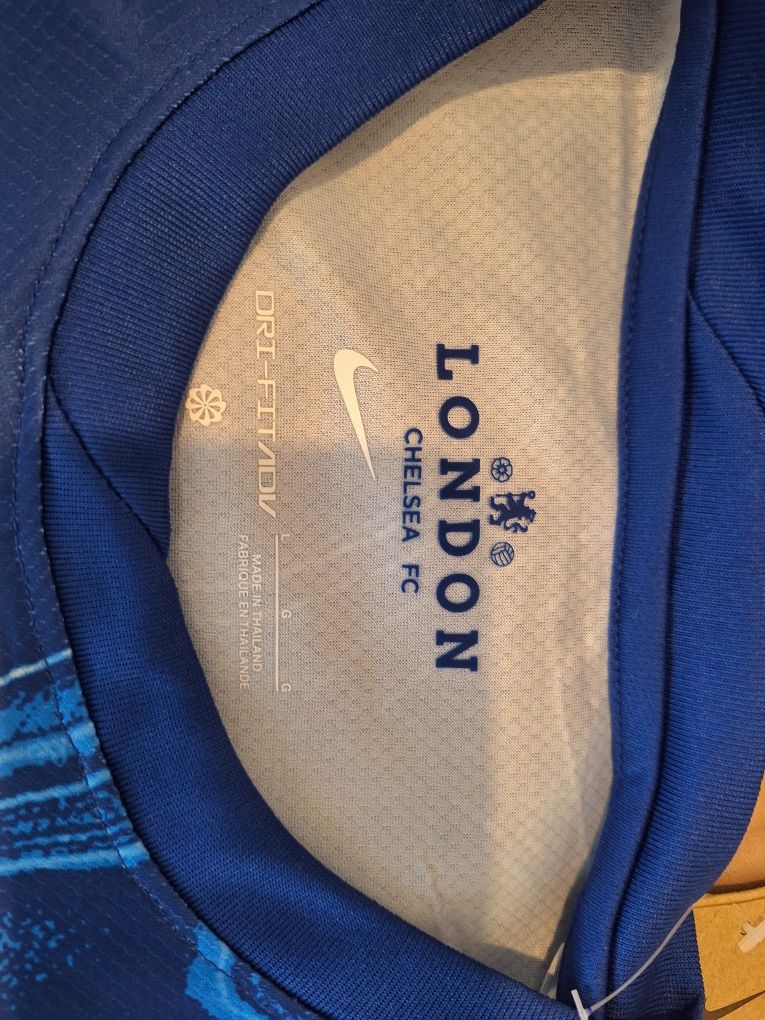 LONDON
CHELSEA FC
DRI-FIT ADV
L G G
MADE IN THAILAND
FABRIQUÉ EN THAÏLANDE